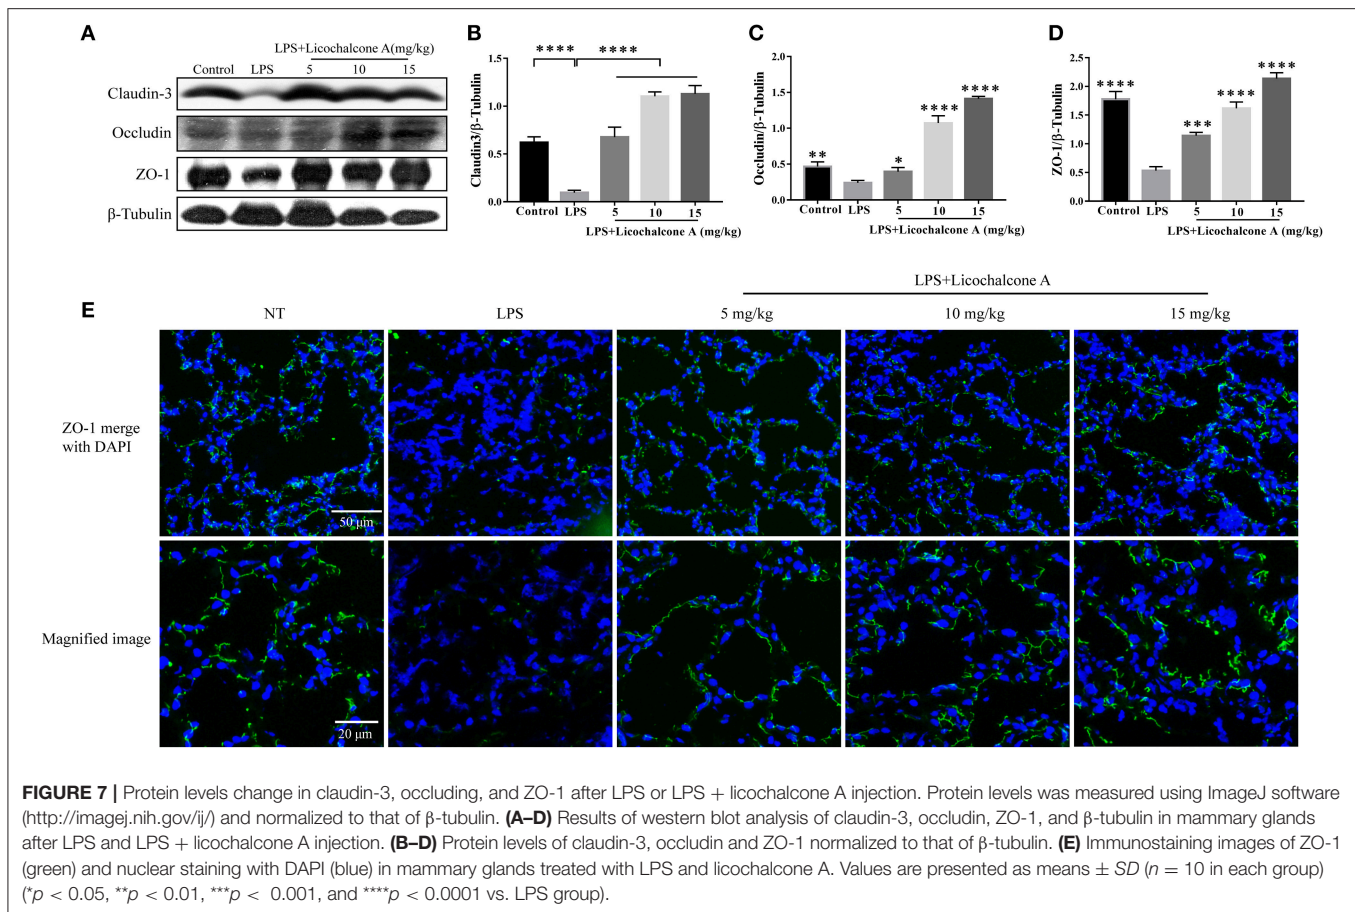 A
LPS+Licochalcone A(mg/kg)
Control LPS 5 10 15
Claudin-3
Occludin
ZO-1
β-Tubulin
B
**** ****
Claudin3/β-Tubulin
1.5
1.0
0.5
0.0
Control LPS 5 10 15
LPS+Licochalcone A (mg/kg)
C
Occludin/β-Tubulin
2.0
1.5
1.0
0.5
0.0
** * **** ****
Control LPS 5 10 15
LPS+Licochalcone A (mg/kg)
D
ZO-1/β-Tubulin
2.5
2.0
1.5
1.0
0.5
0.0
**** *** **** ****
Control LPS 5 10 15
LPS+Licochalcone A (mg/kg)
E
LPS+Licochalcone A
NT LPS 5 mg/kg 10 mg/kg 15 mg/kg
ZO-1 merge
with DAPI
50 μm
Magnified image
20 μm
FIGURE 7 | Protein levels change in claudin-3, occluding, and ZO-1 after LPS or LPS + licochalcone A injection. Protein levels was measured using ImageJ software
(http://imagej.nih.gov/ij/) and normalized to that of β-tubulin. (A–D) Results of western blot analysis of claudin-3, occludin, ZO-1, and β-tubulin in mammary glands
after LPS and LPS + licochalcone A injection. (B–D) Protein levels of claudin-3, occludin and ZO-1 normalized to that of β-tubulin. (E) Immunostaining images of ZO-1
(green) and nuclear staining with DAPI (blue) in mammary glands treated with LPS and licochalcone A. Values are presented as means ± SD (n = 10 in each group)
(*p < 0.05, **p < 0.01, ***p < 0.001, and ****p < 0.0001 vs. LPS group).